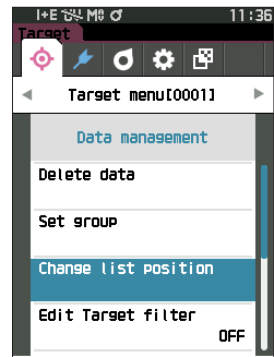 I+E M0 11:36
Target
Target menu[0001]
Data management
Delete data
Set group
Change list position
Edit Target filter
OFF